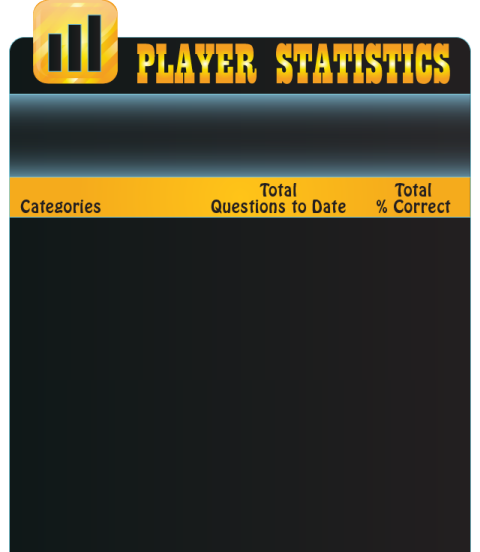 PLAYER STATISTICS
Total Total
Categories Questions to Date % Correct